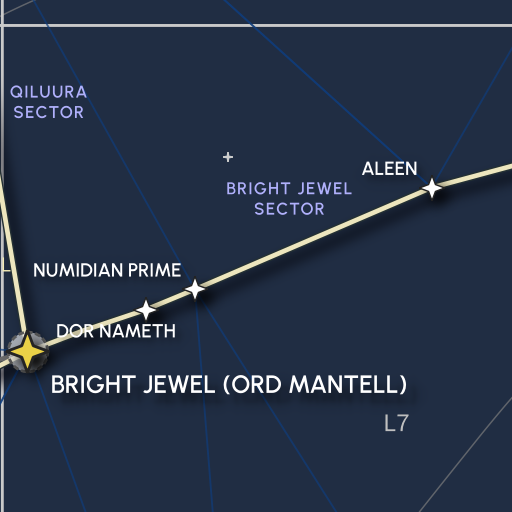 QILUURA
SECTOR
ALEEN
BRIGHT JEWEL
SECTOR
NUMIDIAN PRIME
DOR NAMETH
BRIGHT JEWEL (ORD MANTELL)
L7